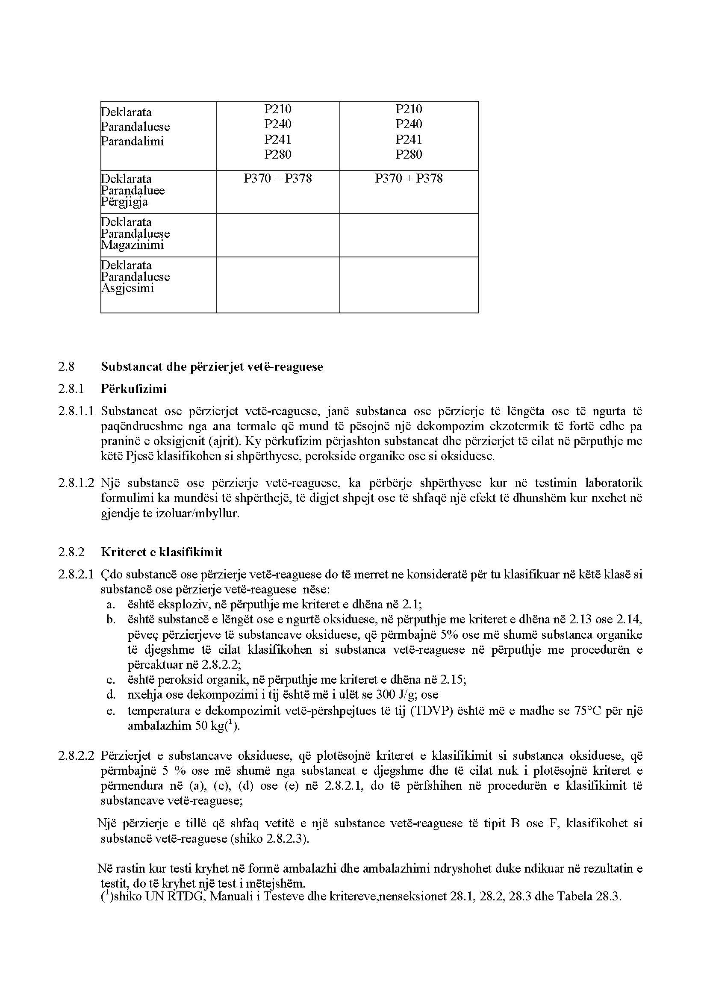 Deklarata
Parandaluese
Parandalimi
P210
P240
P241
P280
P210
P240
P241
P280
Deklarata
Parandaluee
Përgjigja
P370 + P378
P370 + P378
Deklarata
Parandaluese
Magazinimi
Deklarata
Parandaluese
Asgjesimi
2.8 Substancat dhe përzierjet vetë-reaguese
2.8.1 Përkufizimi
2.8.1.1 Substancat ose përzierjet vetë-reaguese, janë substanca ose përzierje të lëngëta ose të ngurta të
paqëndrueshme nga ana termale që mund të pësojnë një dekompozim ekzotermik të fortë edhe pa
praninë e oksigjenit (ajrit). Ky përkufizim përjashton substancat dhe përzierjet të cilat në përputhje me
këtë Pjesë klasifikohen si shpërthyese, perokside organike ose si oksiduese.
2.8.1.2 Një substancë ose përzierje vetë-reaguese, ka përbërje shpërthyese kur në testimin laboratorik
formulimi ka mundësi të shpërthejë, të digjet shpejt ose të shfaqë një efekt të dhunshëm kur nxehet në
gjendje te izoluar/mbyllur.
2.8.2 Kriteret e klasifikimit
2.8.2.1 Çdo substancë ose përzierje vetë-reaguese do të merret ne konsideratë për tu klasifikuar në këtë klasë si
substancë ose përzierje vetë-reaguese nëse:
a. është eksploziv, në përputhje me kriteret e dhëna në 2.1;
b. është substancë e lëngët ose e ngurtë oksiduese, në përputhje me kriteret e dhëna në 2.13 ose 2.14,
pëveç përzierjeve të substancave oksiduese, që përmbajnë 5% ose më shumë substanca organike
të djegshme të cilat klasifikohen si substanca vetë-reaguese në përputhje me procedurën e
përcaktuar në 2.8.2.2;
c. është peroksid organik, në përputhje me kriteret e dhëna në 2.15;
d. nxehja ose dekompozimi i tij është më i ulët se 300 J/g; ose
e. temperatura e dekompozimit vetë-përshpejtues të tij (TDVP) është më e madhe se 75°C për një
ambalazhim 50 kg(¹).
2.8.2.2 Përzierjet e substancave oksiduese, që plotësojnë kriteret e klasifikimit si substanca oksiduese, që
përmbajnë 5 % ose më shumë nga substancat e djegshme dhe të cilat nuk i plotësojnë kriteret e
përmendura në (a), (c), (d) ose (e) në 2.8.2.1, do të përfshihen në procedurën e klasifikimit të
substancave vetë-reaguese;
Një përzierje e tillë që shfaq vetitë e një substance vetë-reaguese të tipit B ose F, klasifikohet si
substancë vetë-reaguese (shiko 2.8.2.3).
Në rastin kur testi kryhet në formë ambalazhi dhe ambalazhimi ndryshohet duke ndikuar në rezultatin e
testit, do të kryhet një test i mëtejshëm.
(¹)shiko UN RTDG, Manuali i Testeve dhe kritereve,nenseksionet 28.1, 28.2, 28.3 dhe Tabela 28.3.